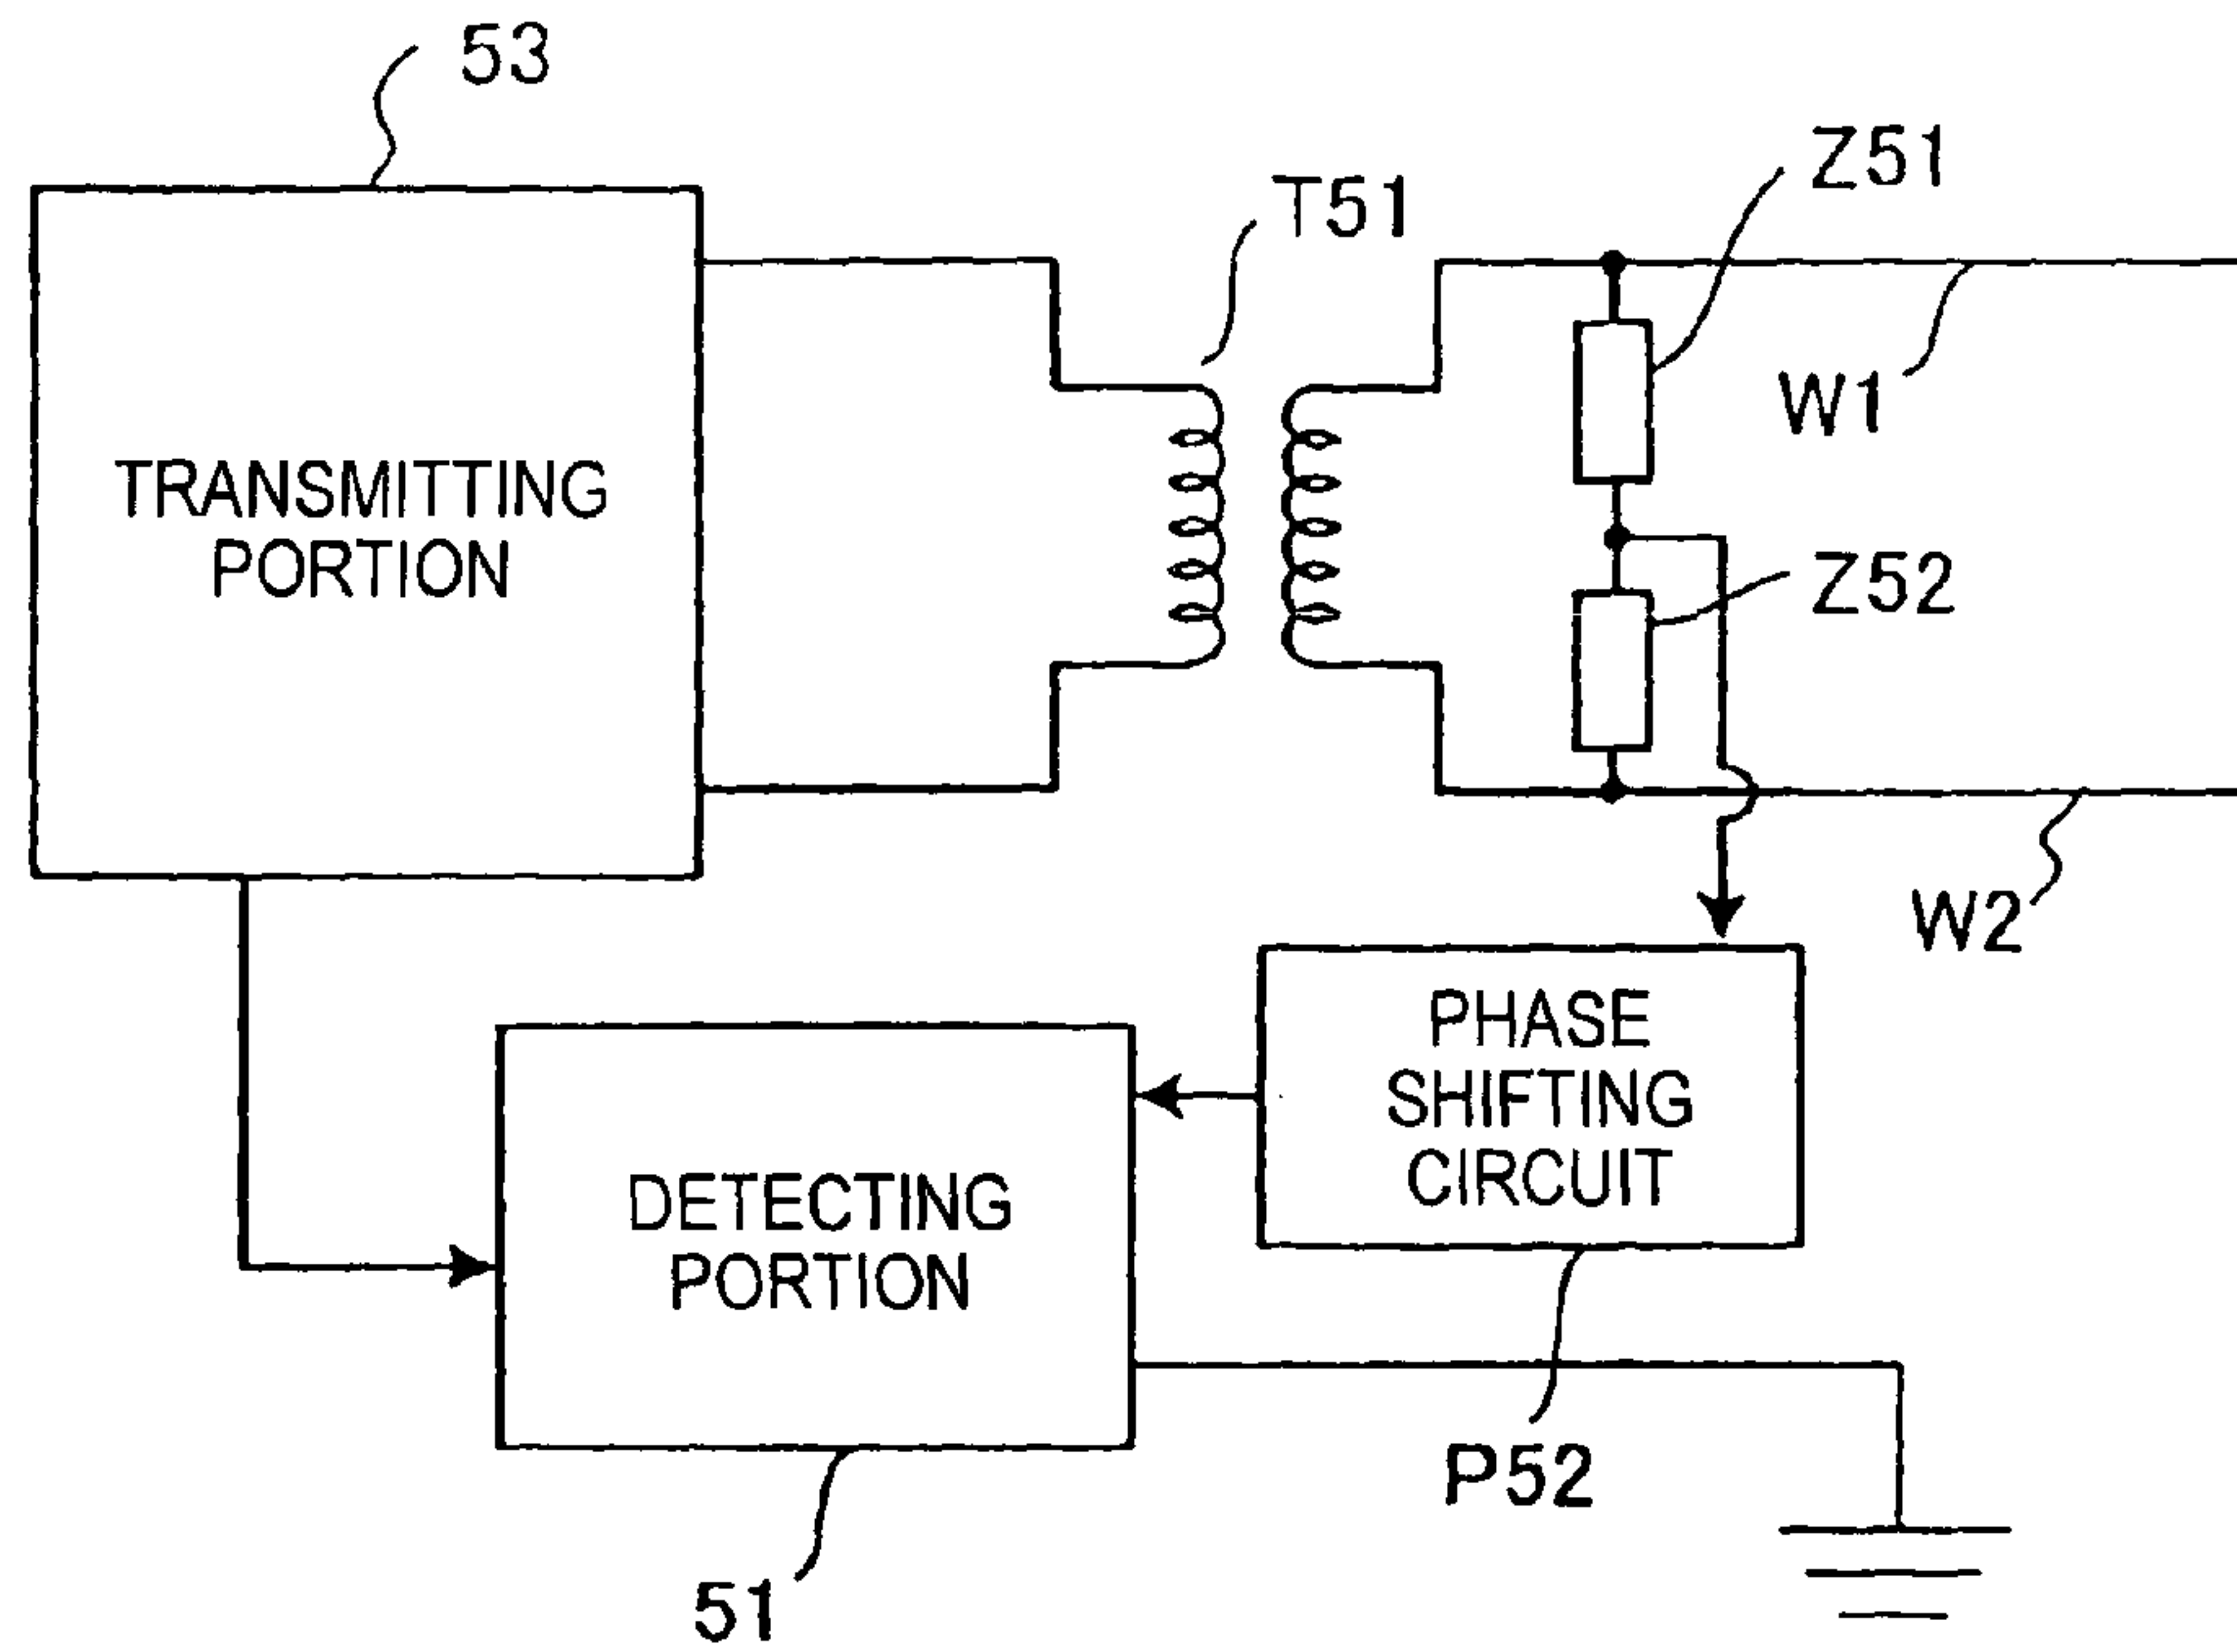 53
Z51
T51
W1
TRANSMITTING
PORTION
Z52
W2
PHASE
SHIFTING
CIRCUIT
DETECTING
PORTION
P52
51